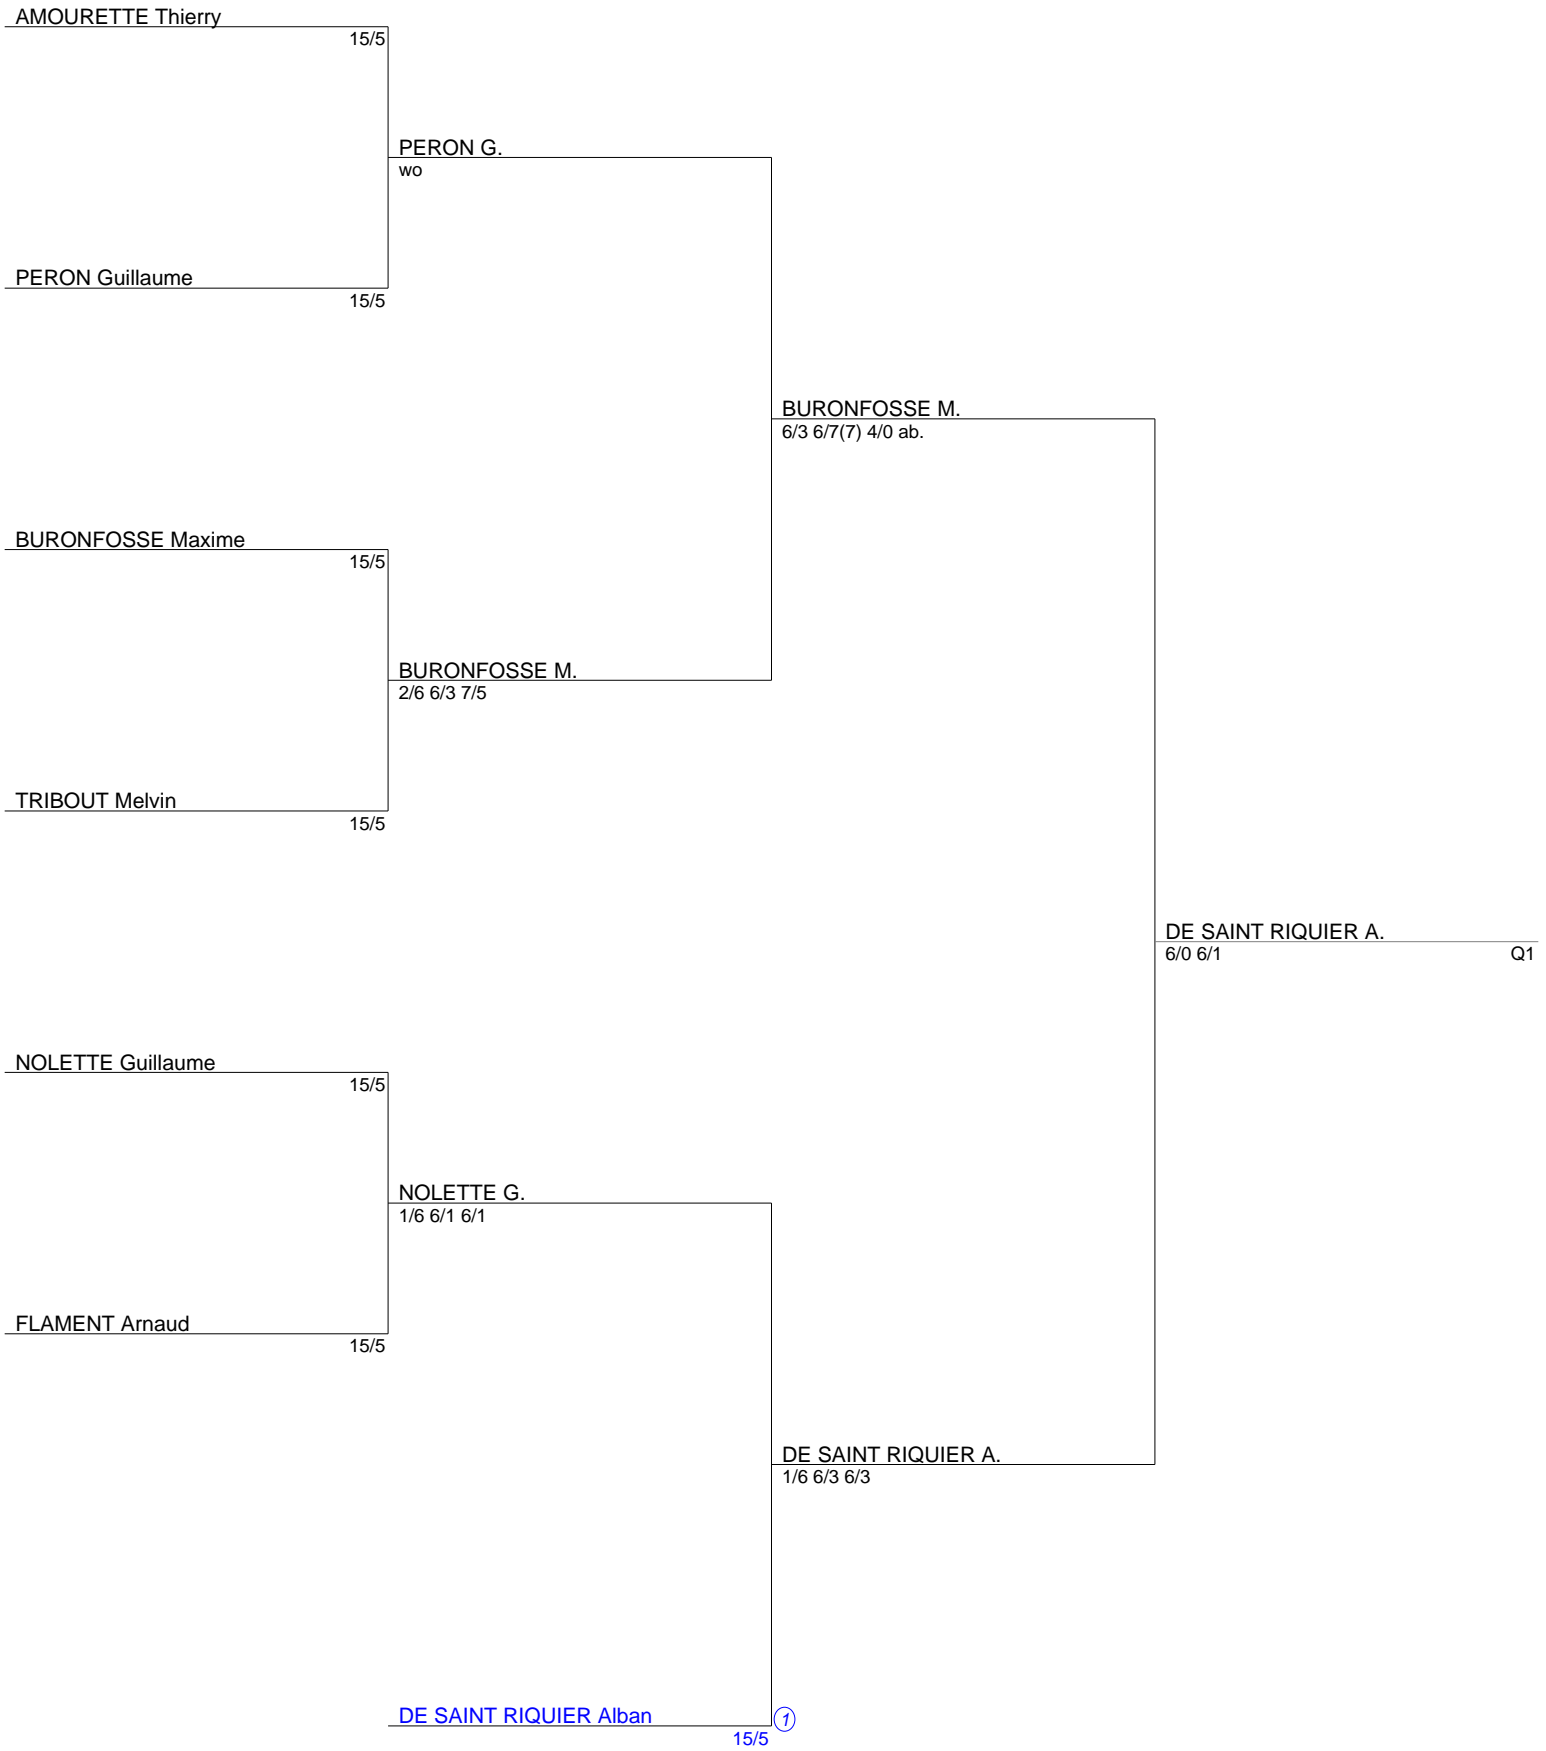 AMOURETTE Thierry
15/5
PERON G.
wo
PERON Guillaume
15/5
BURONFOSSE M.
6/3 6/7(7) 4/0 ab.
BURONFOSSE Maxime
15/5
BURONFOSSE M.
2/6 6/3 7/5
TRIBOUT Melvin
15/5
DE SAINT RIQUIER A.
6/0 6/1 Q1
NOLETTE Guillaume
15/5
NOLETTE G.
1/6 6/1 6/1
FLAMENT Arnaud
15/5
DE SAINT RIQUIER A.
1/6 6/3 6/3
DE SAINT RIQUIER Alban 1
15/5